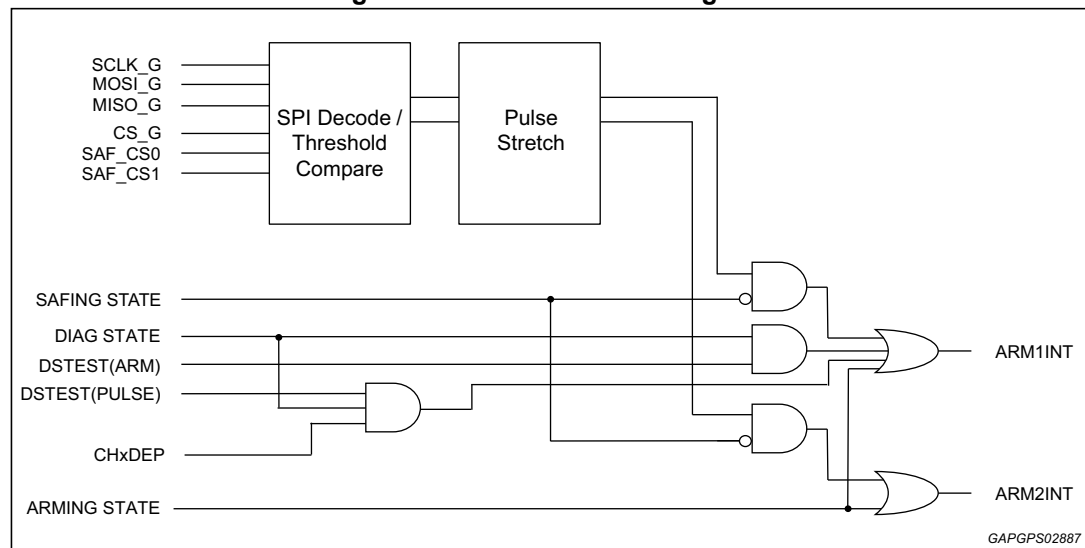 SCLK_G
MOSI_G
MISO_G
CS_G
SAF_CS0
SAF_CS1
SPI Decode /
Threshold
Compare
Pulse
Stretch
SAFING STATE
DIAG STATE
DSTEST(ARM)
DSTEST(PULSE)
CHxDEP
ARMING STATE
ARM1INT
ARM2INT
GAPGPS02887